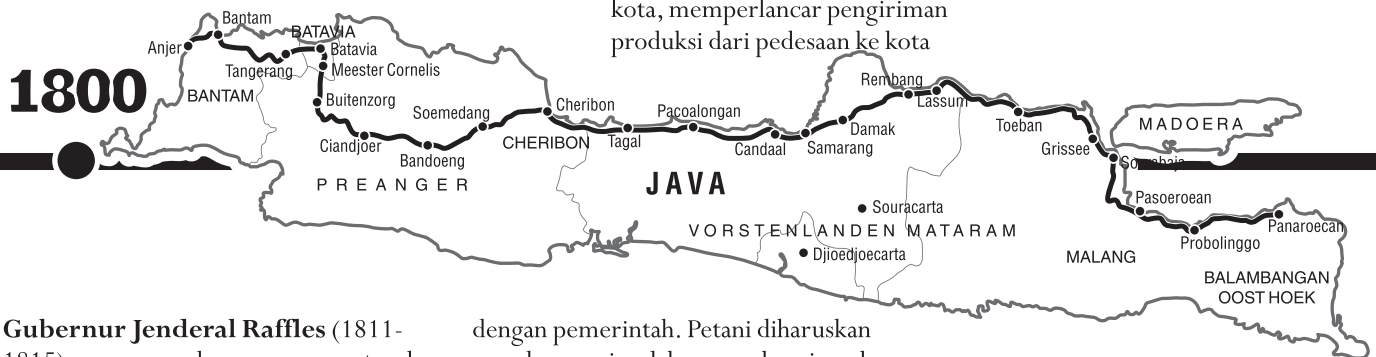 kota, memperlancar pengiriman
produksi dari pedesaan ke kota
1800
Bantam
BATAVIA
Anjer
Batavia
Tangerang
Meester Cornelis
BANTAM
Buitenzorg
Soemedang
Cheribon
Ciandjoer
Bandoeng
CHERIBON
Tagal
Pacoalongan
Candaal
Samarang
Damak
Rembang
Lassum
Toeban
Grissee
MADOERA
PREANGER
JAVA
Souracarta
VORSTENLANDEN MATARAM
Djioedjoecarta
Pasoeroean
Probolinggo
Panaroecan
MALANG
BALAMBANGAN
OOST HOEK
Gubernur Jenderal Raffles (1811-
dengan pemerintah. Petani diharuskan